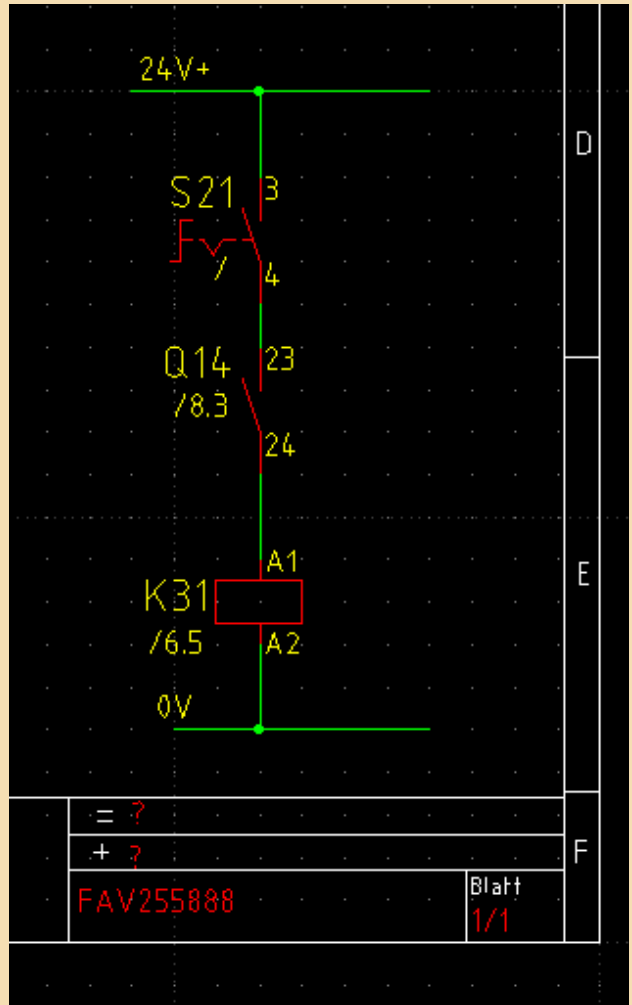 24V+
D
S21
3
/
4
Q14
23
/8.3
24
A1
K31
E
/6.5
A2
0V
= ?
+ ?
F
FAV255888
Blatt
1/1